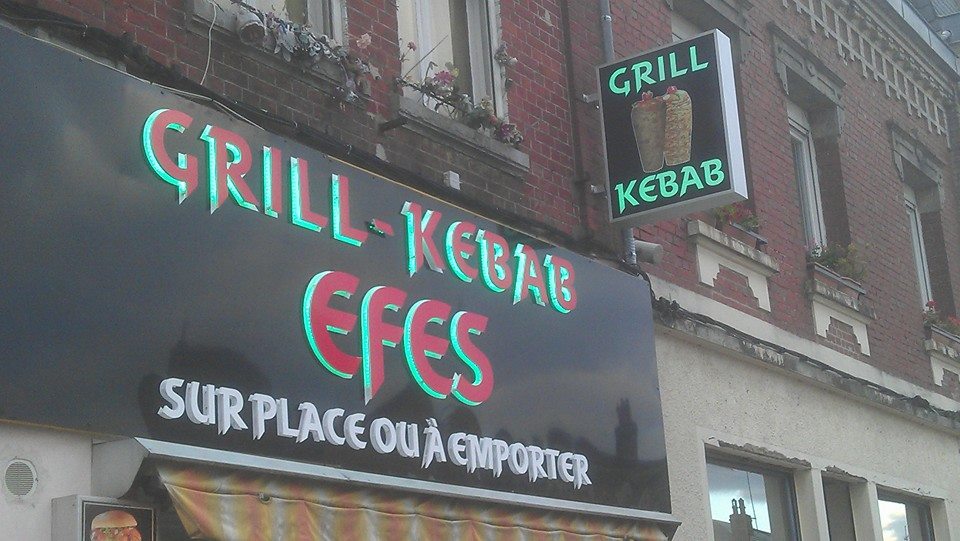 GRILL-KEBAB
EFES
SUR PLACE OU À EMPORTER
GRILL
KEBAB